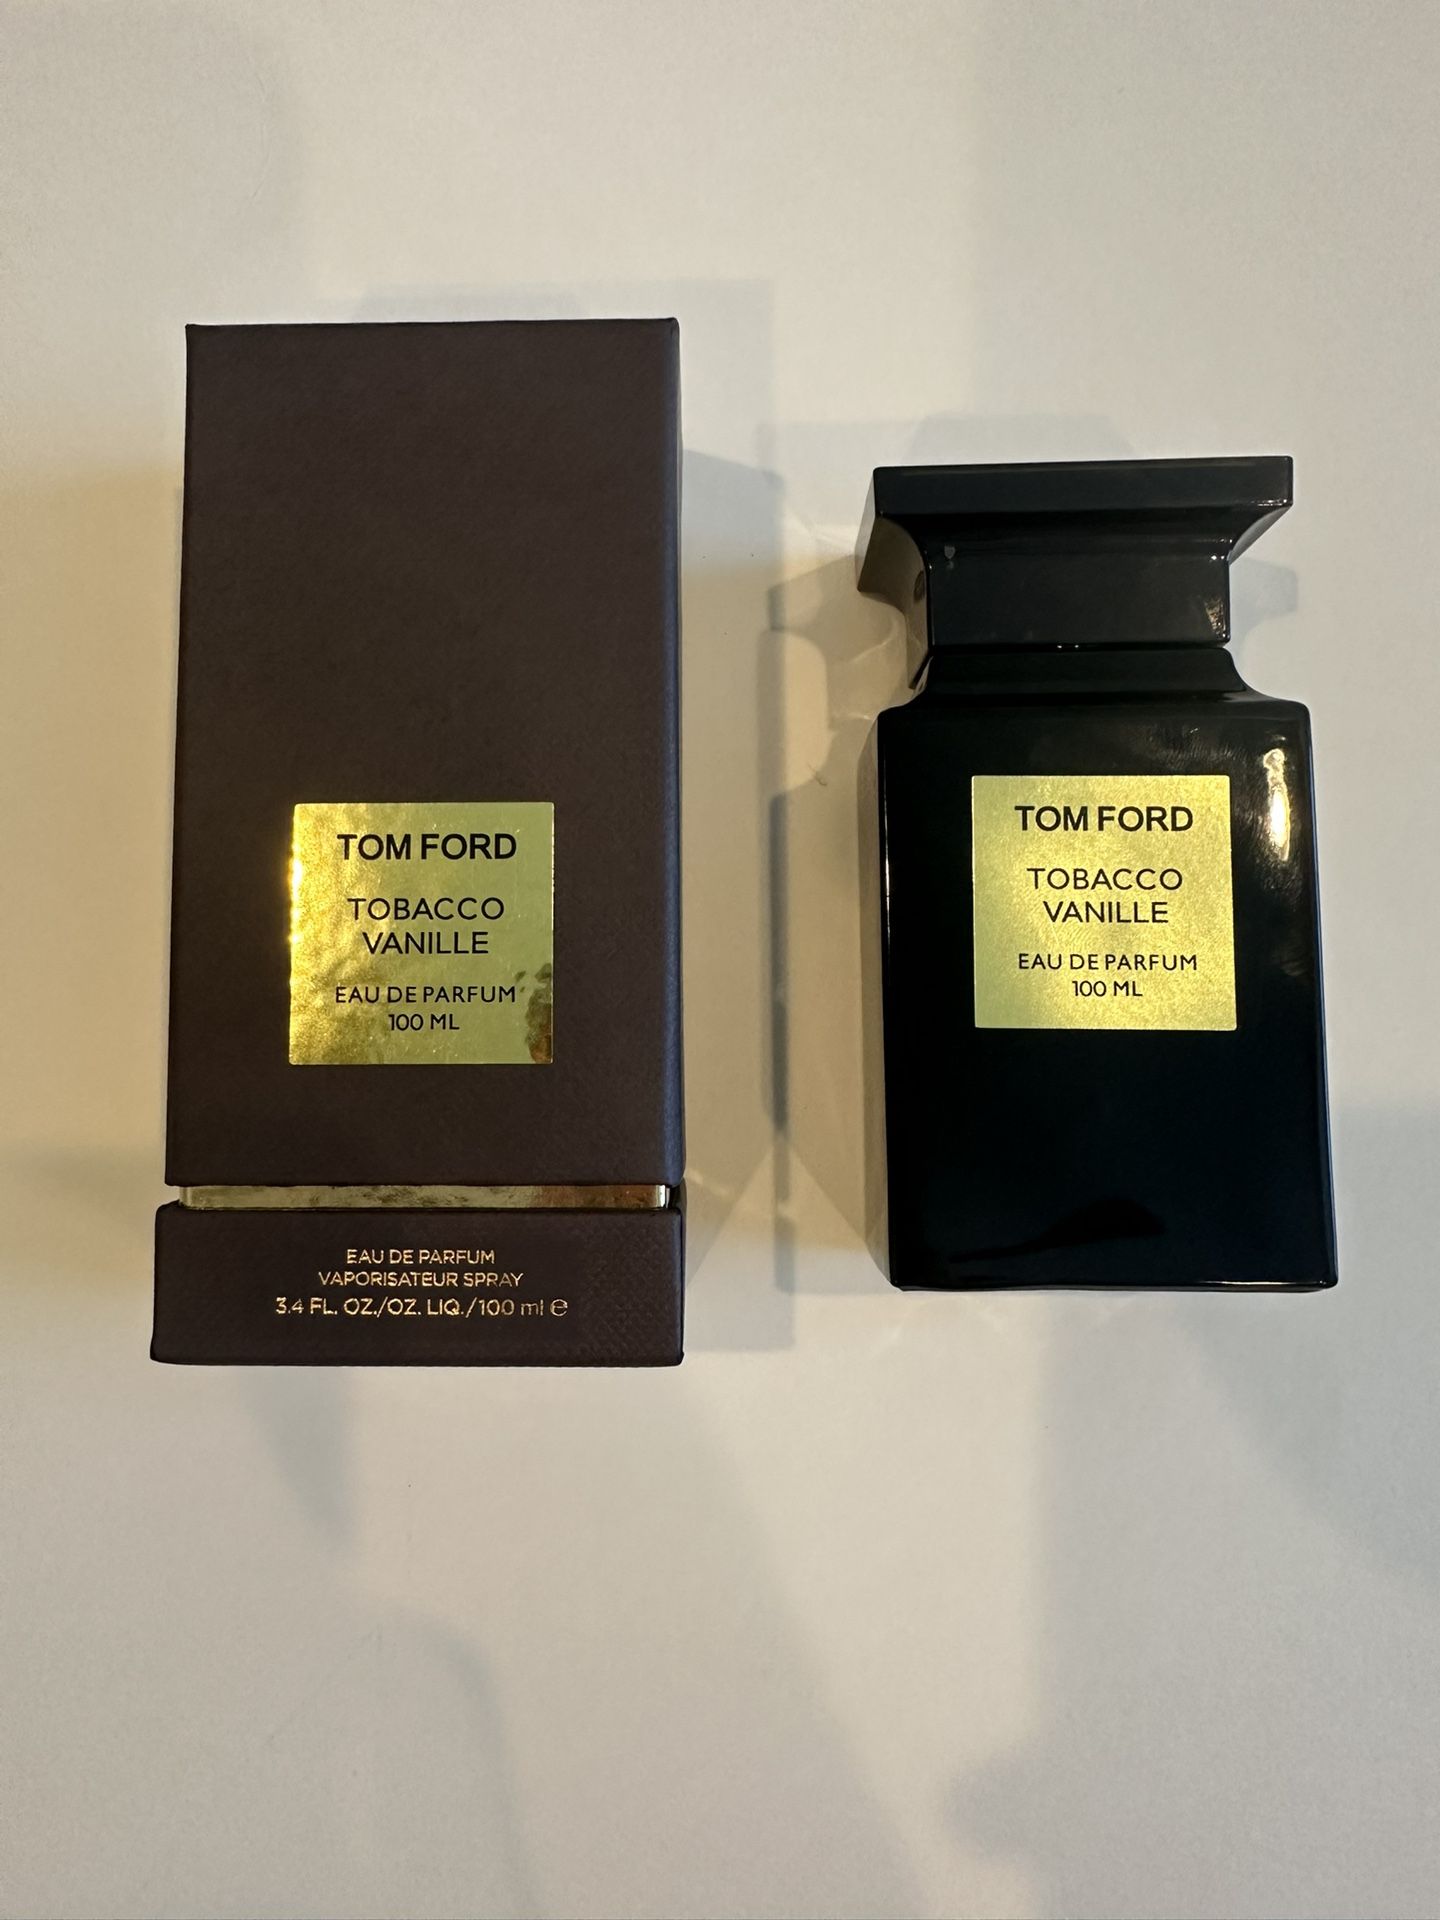 TOM FORD
TOBACCO
VANILLE
EAU DE PARFUM
100 ML
EAU DE PARFUM
VAPORISATEUR SPRAY
3.4 FL. OZ./OZ. LIQ./100 ml ℮
TOM FORD
TOBACCO
VANILLE
EAU DE PARFUM
100 ML